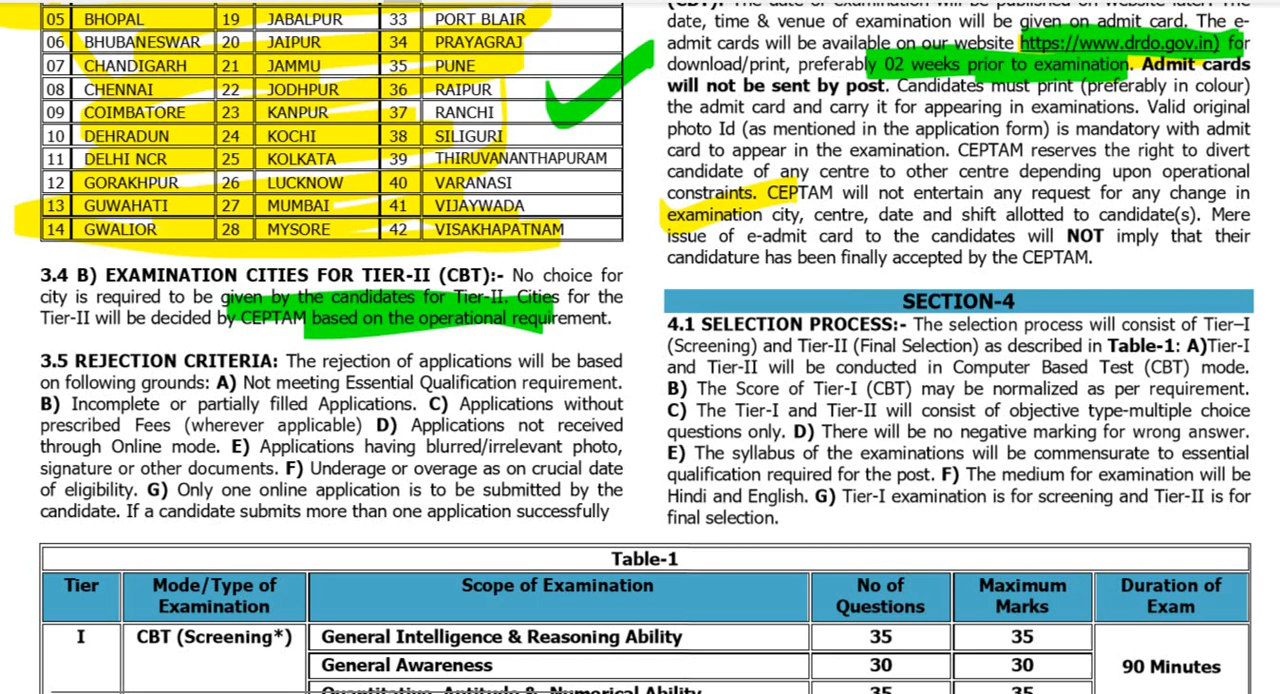 05 BHOPAL 19 JABALPUR 33 PORT BLAIR
06 BHUBANESWAR 20 JAIPUR 34 PRAYAGRAJ
07 CHANDIGARH 21 JAMMU 35 PUNE
08 CHENNAI 22 JODHPUR 36 RAIPUR
09 COIMBATORE 23 KANPUR 37 RANCHI
10 DEHRADUN 24 KOCHI 38 SILIGURI
11 DELHI NCR 25 KOLKATA 39 THIRUVANANTHAPURAM
12 GORAKHPUR 26 LUCKNOW 40 VARANASI
13 GUWAHATI 27 MUMBAI 41 VIJAYWADA
14 GWALIOR 28 MYSORE 42 VISAKHAPATNAM
3.4 B) EXAMINATION CITIES FOR TIER-II (CBT):- No choice for
city is required to be given by the candidates for Tier-II. Cities for the
Tier-II will be decided by CEPTAM based on the operational requirement.
3.5 REJECTION CRITERIA: The rejection of applications will be based
on following grounds: A) Not meeting Essential Qualification requirement.
B) Incomplete or partially filled Applications. C) Applications without
prescribed Fees (wherever applicable) D) Applications not received
through Online mode. E) Applications having blurred/irrelevant photo,
signature or other documents. F) Underage or overage as on crucial date
of eligibility. G) Only one online application is to be submitted by the
candidate. If a candidate submits more than one application successfully
(CBT): The date of examination will be published on website later. The
date, time & venue of examination will be given on admit card. The e-
admit cards will be available on our website https://www.drdo.gov.in) for
download/print, preferably 02 weeks prior to examination. Admit cards
will not be sent by post. Candidates must print (preferably in colour)
the admit card and carry it for appearing in examinations. Valid original
photo Id (as mentioned in the application form) is mandatory with admit
card to appear in the examination. CEPTAM reserves the right to divert
candidate of any centre to other centre depending upon operational
constraints. CEPTAM will not entertain any request for any change in
examination city, centre, date and shift allotted to candidate(s). Mere
issue of e-admit card to the candidates will NOT imply that their
candidature has been finally accepted by the CEPTAM.
SECTION-4
4.1 SELECTION PROCESS:- The selection process will consist of Tier–I
(Screening) and Tier-II (Final Selection) as described in Table-1: A)Tier-I
and Tier-II will be conducted in Computer Based Test (CBT) mode.
B) The Score of Tier-I (CBT) may be normalized as per requirement.
C) The Tier-I and Tier-II will consist of objective type-multiple choice
questions only. D) There will be no negative marking for wrong answer.
E) The syllabus of the examinations will be commensurate to essential
qualification required for the post. F) The medium for examination will be
Hindi and English. G) Tier-I examination is for screening and Tier-II is for
final selection.
Table-1
Tier Mode/Type of Examination Scope of Examination No of Questions Maximum Marks Duration of Exam
I CBT (Screening*) General Intelligence & Reasoning Ability 35 35
General Awareness 30 30 90 Minutes
Quantitative Aptitude & Numerical Ability 35 35